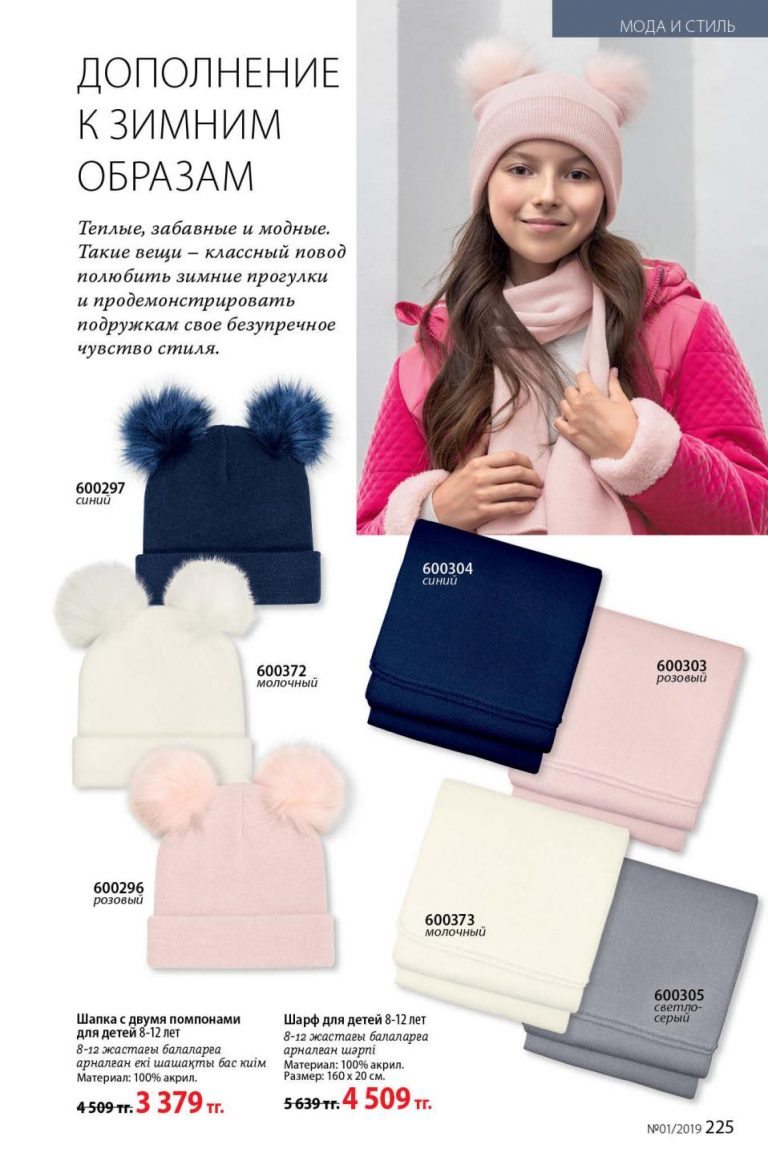 МОДА И СТИЛЬ
ДОПОЛНЕНИЕ
К ЗИМНИМ
ОБРАЗАМ
Теплые, забавные и модные.
Такие вещи – классный повод
полюбить зимние прогулки
и продемонстрировать
подружкам свое безупречное
чувство стиля.
600297
синий
600372
молочный
600296
розовый
600304
синий
600303
розовый
600373
молочный
600305
светло-
серый
Шапка с двумя помпонами
для детей 8-12 лет
8-12 жастағы балаларға
арналған екі шашақты бас киім
Материал: 100% акрил.
4 509 тг. 3 379 тг.
Шарф для детей 8-12 лет
8-12 жастағы балаларға
арналған шәрпі
Материал: 100% акрил.
Размер: 160 х 20 см.
5 639 тг. 4 509 тг.
№01/2019 225